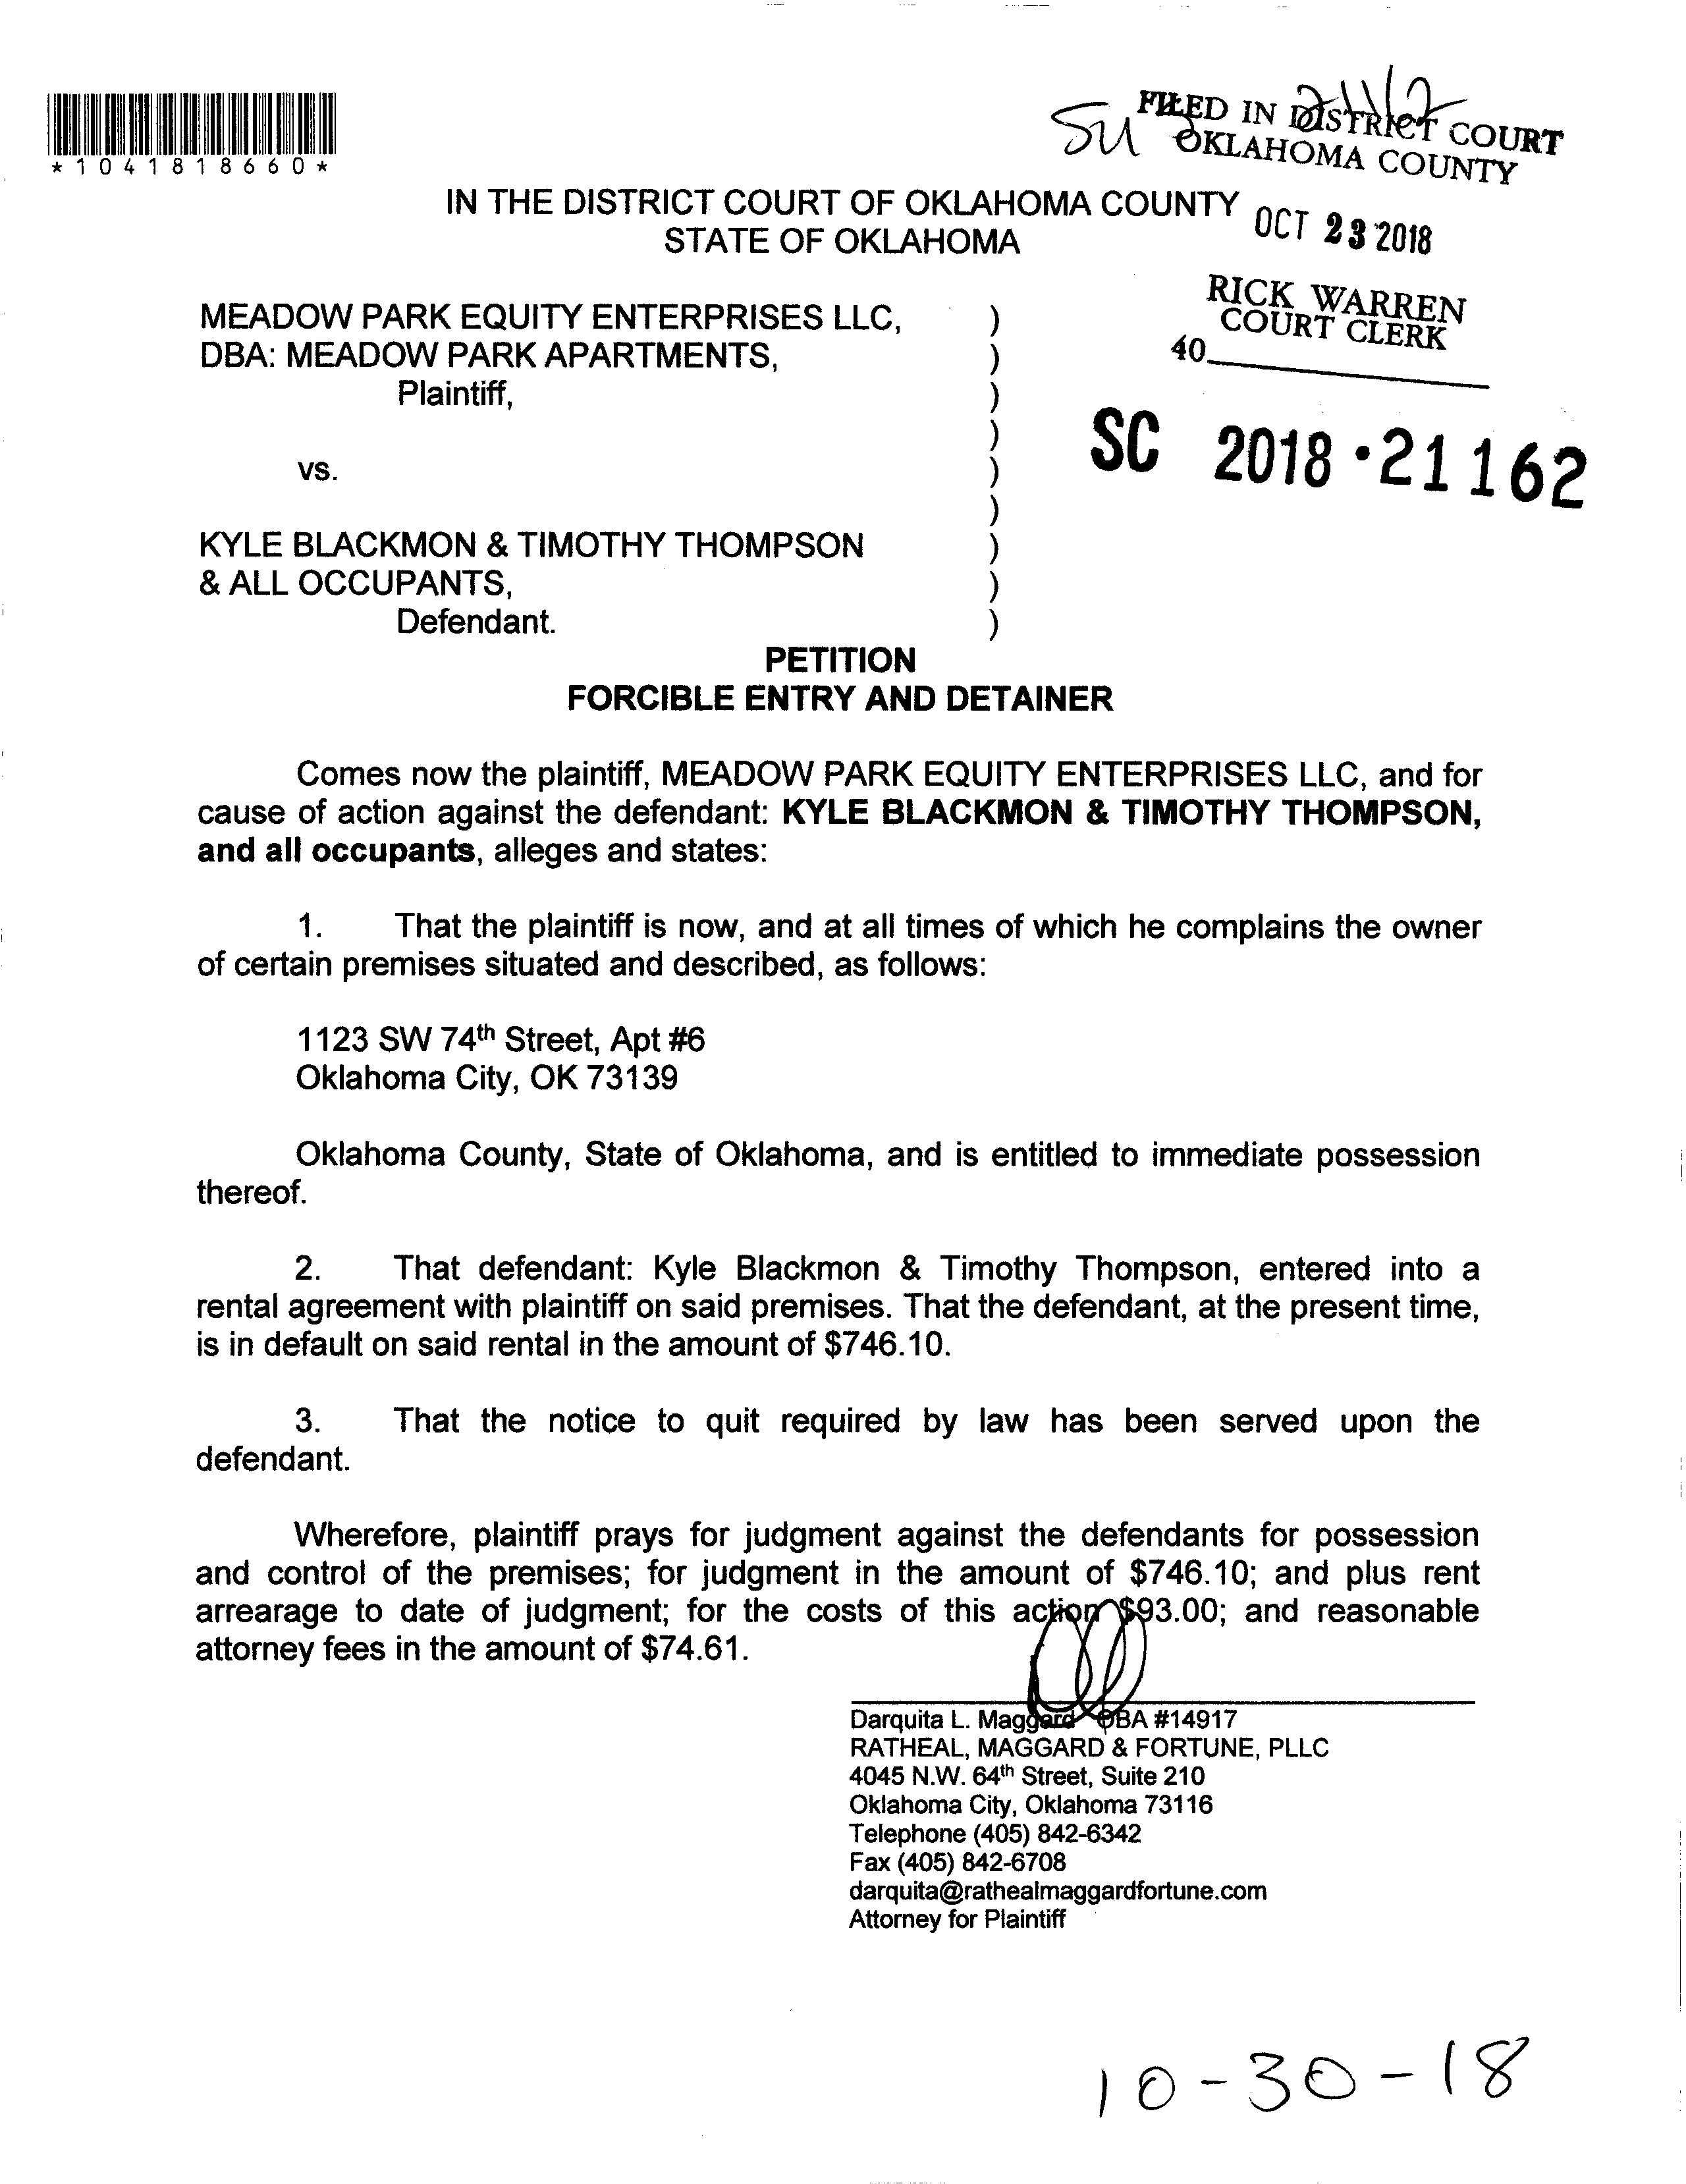 *1041818660*
FILED IN DISTRICT COURT
OKLAHOMA COUNTY
IN THE DISTRICT COURT OF OKLAHOMA COUNTY
STATE OF OKLAHOMA
OCT 23 2018
RICK WARREN
COURT CLERK
40
MEADOW PARK EQUITY ENTERPRISES LLC, )
DBA: MEADOW PARK APARTMENTS, )
Plaintiff, )
)
SC 2018 · 21162
vs. )
)
KYLE BLACKMON & TIMOTHY THOMPSON )
& ALL OCCUPANTS, )
Defendant. )
PETITION
FORCIBLE ENTRY AND DETAINER
Comes now the plaintiff, MEADOW PARK EQUITY ENTERPRISES LLC, and for
cause of action against the defendant: KYLE BLACKMON & TIMOTHY THOMPSON,
and all occupants, alleges and states:
1. That the plaintiff is now, and at all times of which he complains the owner
of certain premises situated and described, as follows:
1123 SW 74th Street, Apt #6
Oklahoma City, OK 73139
Oklahoma County, State of Oklahoma, and is entitled to immediate possession
thereof.
2. That defendant: Kyle Blackmon & Timothy Thompson, entered into a
rental agreement with plaintiff on said premises. That the defendant, at the present time,
is in default on said rental in the amount of $746.10.
3. That the notice to quit required by law has been served upon the
defendant.
Wherefore, plaintiff prays for judgment against the defendants for possession
and control of the premises; for judgment in the amount of $746.10; and plus rent
arrearage to date of judgment; for the costs of this action $93.00; and reasonable
attorney fees in the amount of $74.61.
Darquita L. Maggard OBA #14917
RATHEAL, MAGGARD & FORTUNE, PLLC
4045 N.W. 64th Street, Suite 210
Oklahoma City, Oklahoma 73116
Telephone (405) 842-6342
Fax (405) 842-6708
darquita@rathealmaggardfortune.com
Attorney for Plaintiff
10-30-18